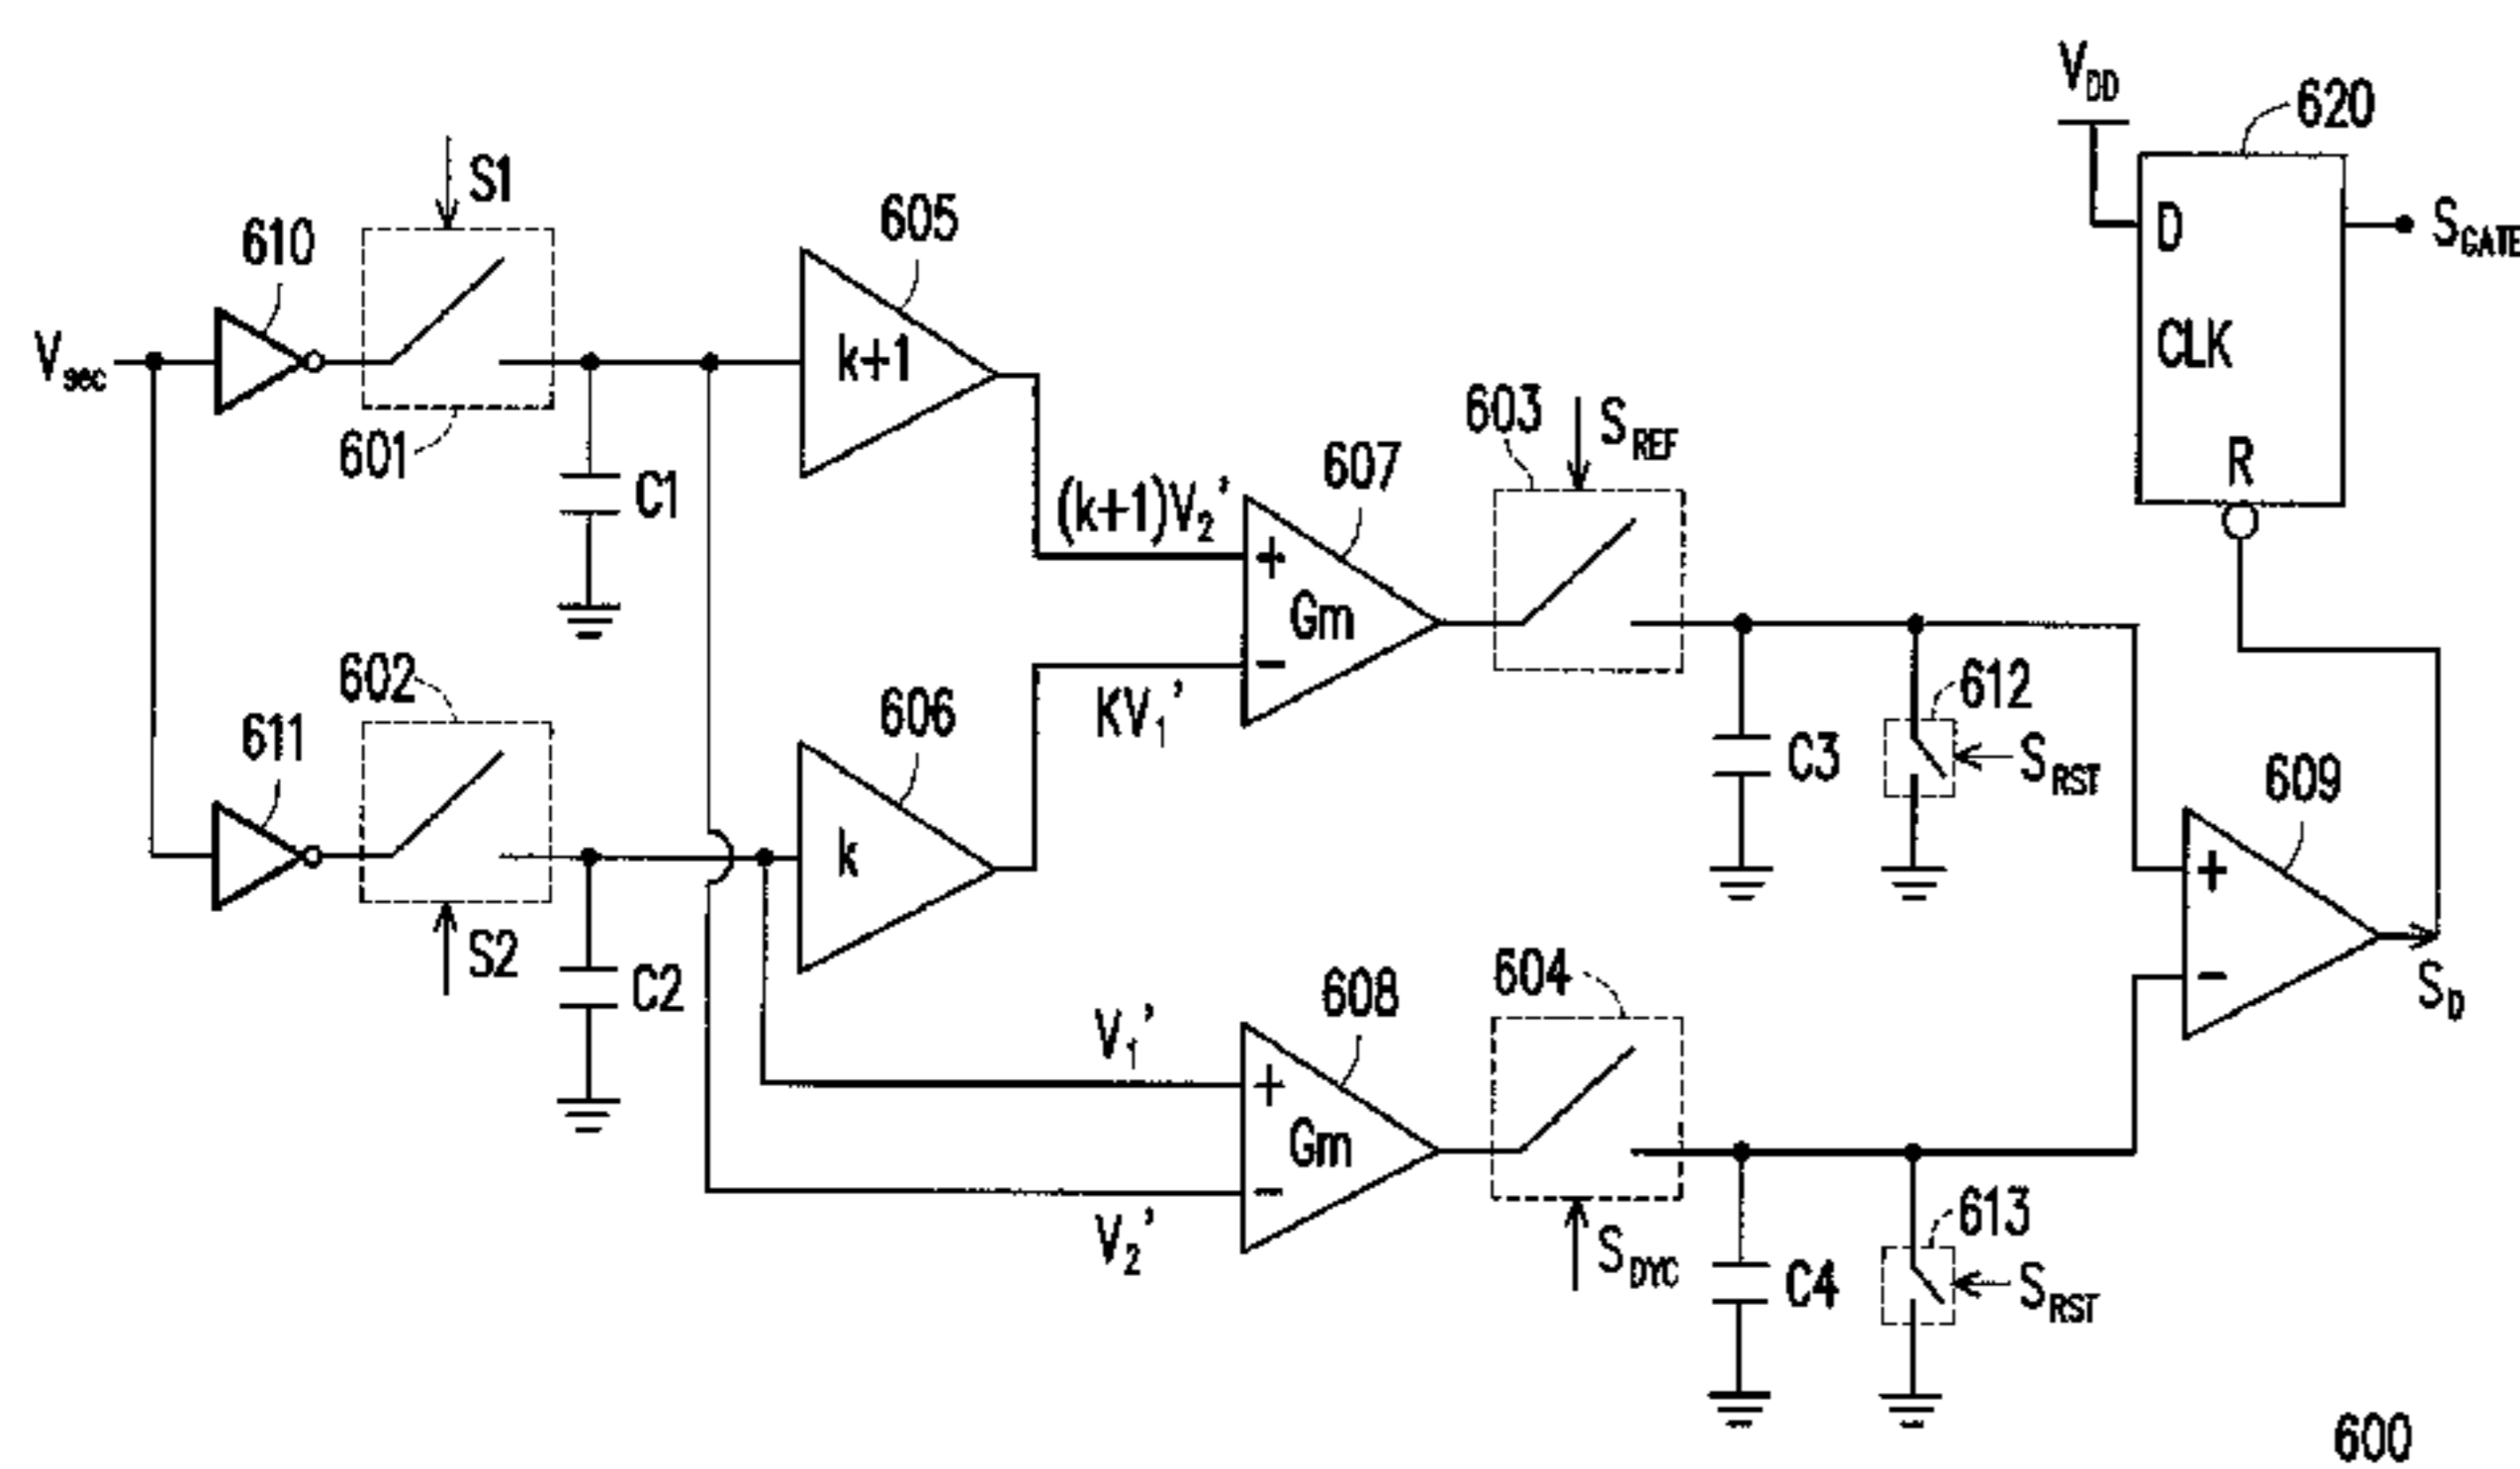 V_DD
620
S1
605
610
D
S_GATE
V_sec
k+1
CLK
603
S_REF
601
607
R
C1
(k+1)V_2'
+
Gm
602
606
KV_1'
-
612
611
C3
S_RST
609
k
+
S2
C2
604
608
-
S_D
V_1'
+
Gm
613
-
V_2'
S_DYC
C4
S_RST
600